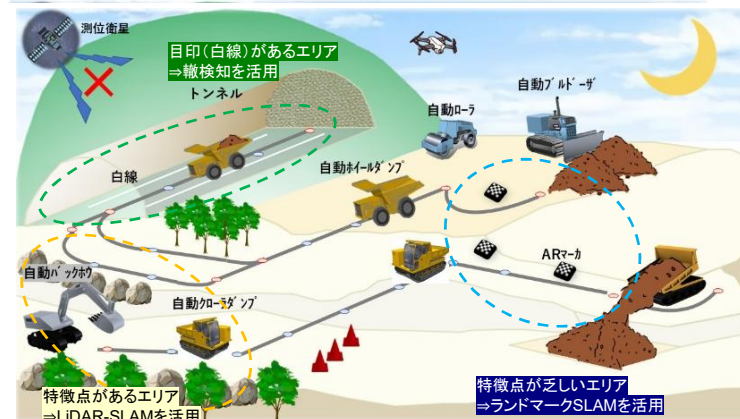 測位衛星
目印（白線）があるエリア
⇒轍検知を活用
トンネル
自動ﾛｰﾗ
自動ﾌﾞﾙﾄﾞｰｻﾞ
白線
自動ﾎｲｰﾙﾀﾞﾝﾌﾟ
ARﾏｰｶ
自動ﾊﾞｯｸﾎｳ
自動ｸﾛｰﾗﾀﾞﾝﾌﾟ
特徴点があるエリア
⇒LiDAR-SLAMを活用
特徴点が乏しいエリア
⇒ランドマークSLAMを活用